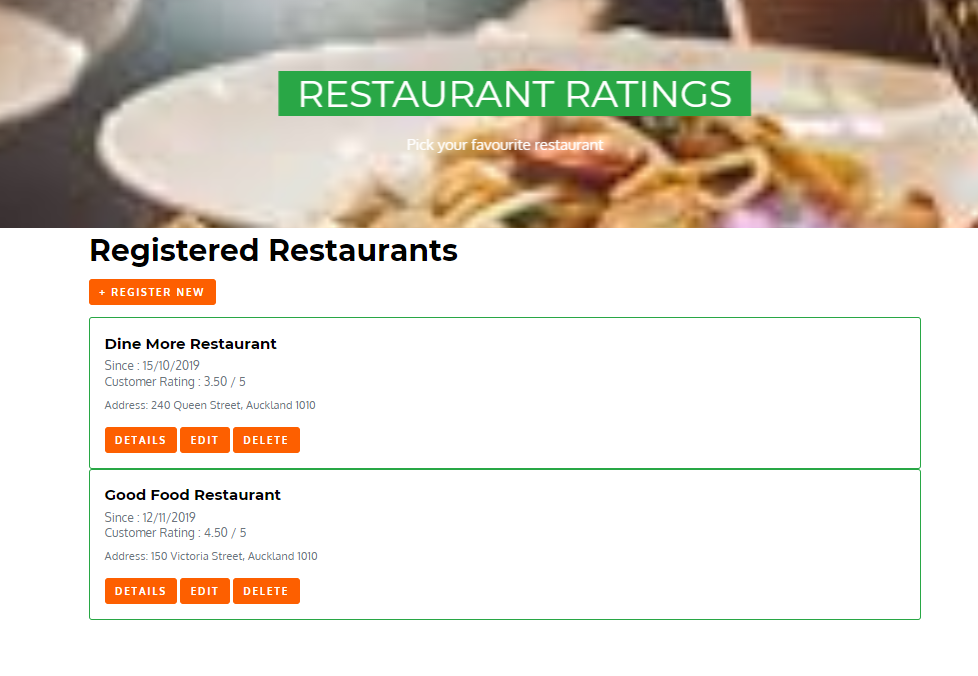 RESTAURANT RATINGS
Pick your favourite restaurant
Registered Restaurants
+ REGISTER NEW
Dine More Restaurant
Since : 15/10/2019
Customer Rating : 3.50 / 5
Address: 240 Queen Street, Auckland 1010
DETAILS EDIT DELETE
Good Food Restaurant
Since : 12/11/2019
Customer Rating : 4.50 / 5
Address: 150 Victoria Street, Auckland 1010
DETAILS EDIT DELETE